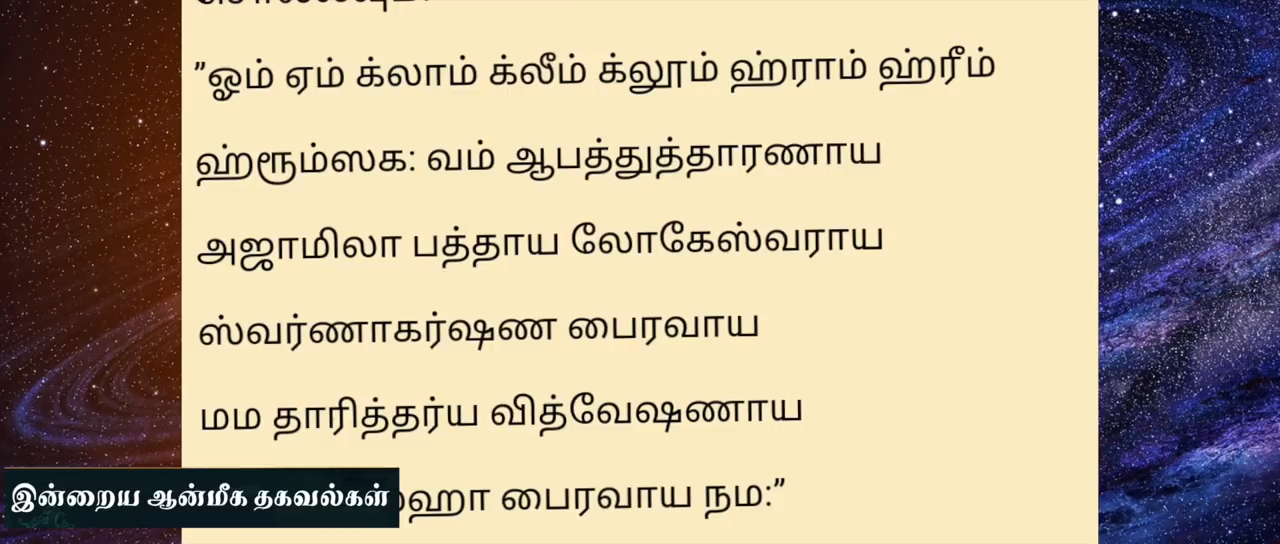 ”ஓம் ஏம் க்லாம் க்லீம் க்லூம் ஹ்ராம் ஹ்ரீம்
ஹ்ரூம்ஸக: வம் ஆபத்துத்தாரணாய
அஜாமிலா பத்தாய லோகேஸ்வராய
ஸ்வர்ணாகர்ஷண பைரவாய
மம தாரித்தர்ய வித்வேஷணாய
பைரவாய நம:”
இன்றைய ஆன்மீக தகவல்கள்